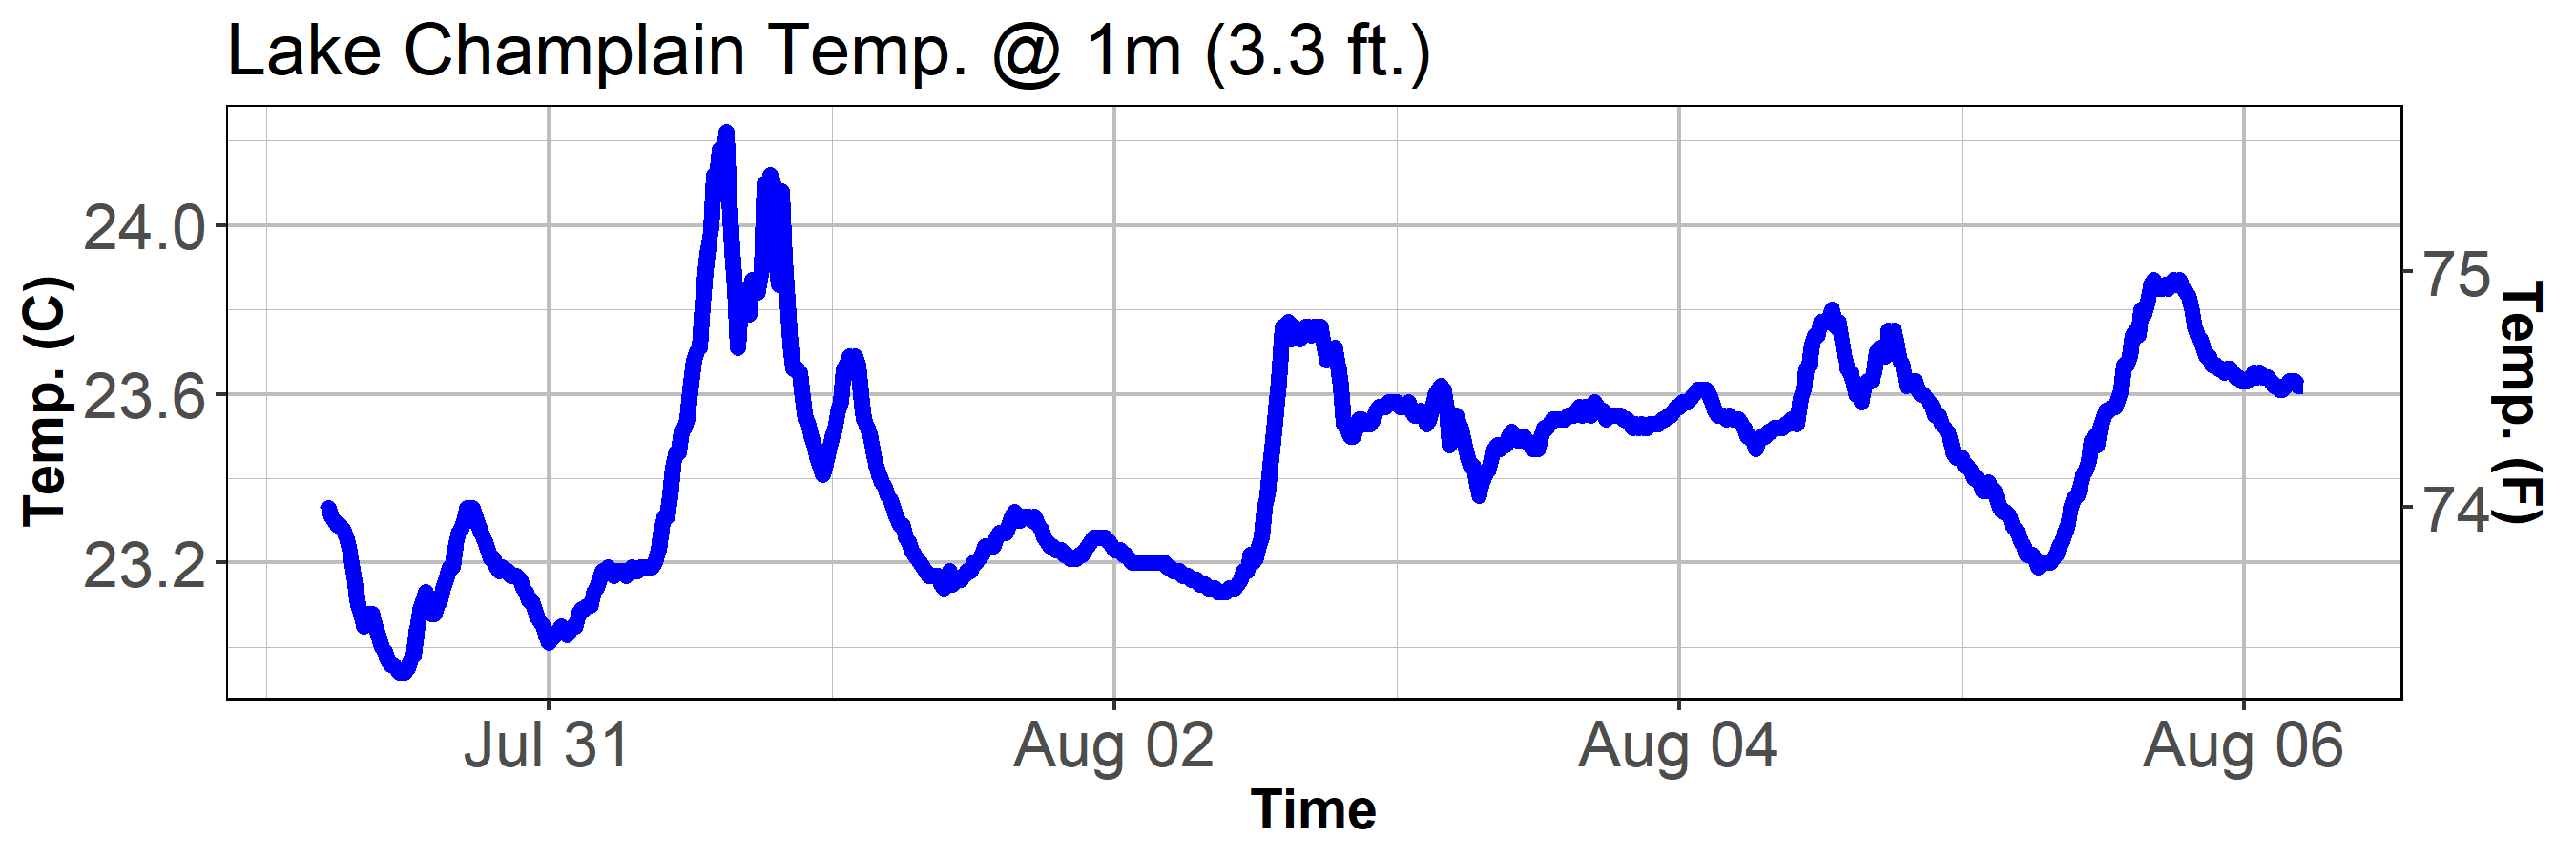 Lake Champlain Temp. @ 1m (3.3 ft.)
Temp. (C)
24.0
23.6
23.2
75
74
Temp. (F)
Jul 31 Aug 02 Aug 04 Aug 06
Time